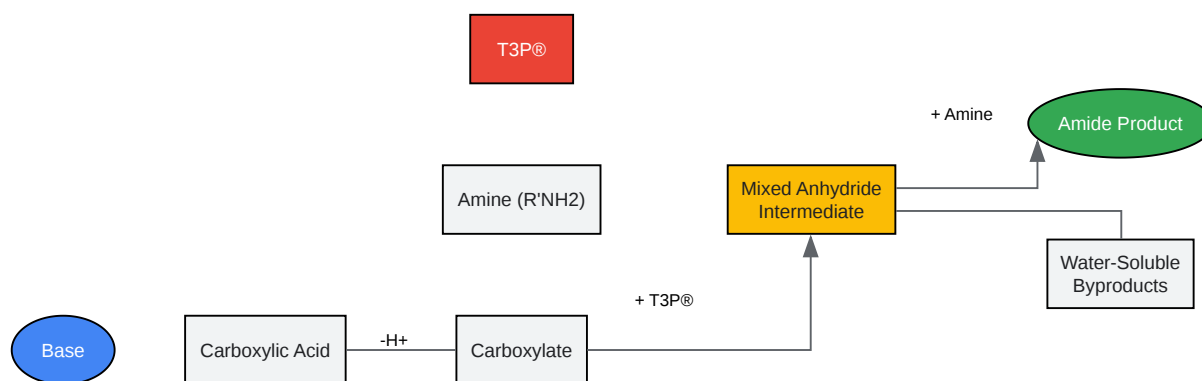 T3P®
+ Amine
Amide Product
Amine (R'NH2)
Mixed Anhydride
Intermediate
Water-Soluble
Byproducts
+ T3P®
Base
Carboxylic Acid
-H+
Carboxylate